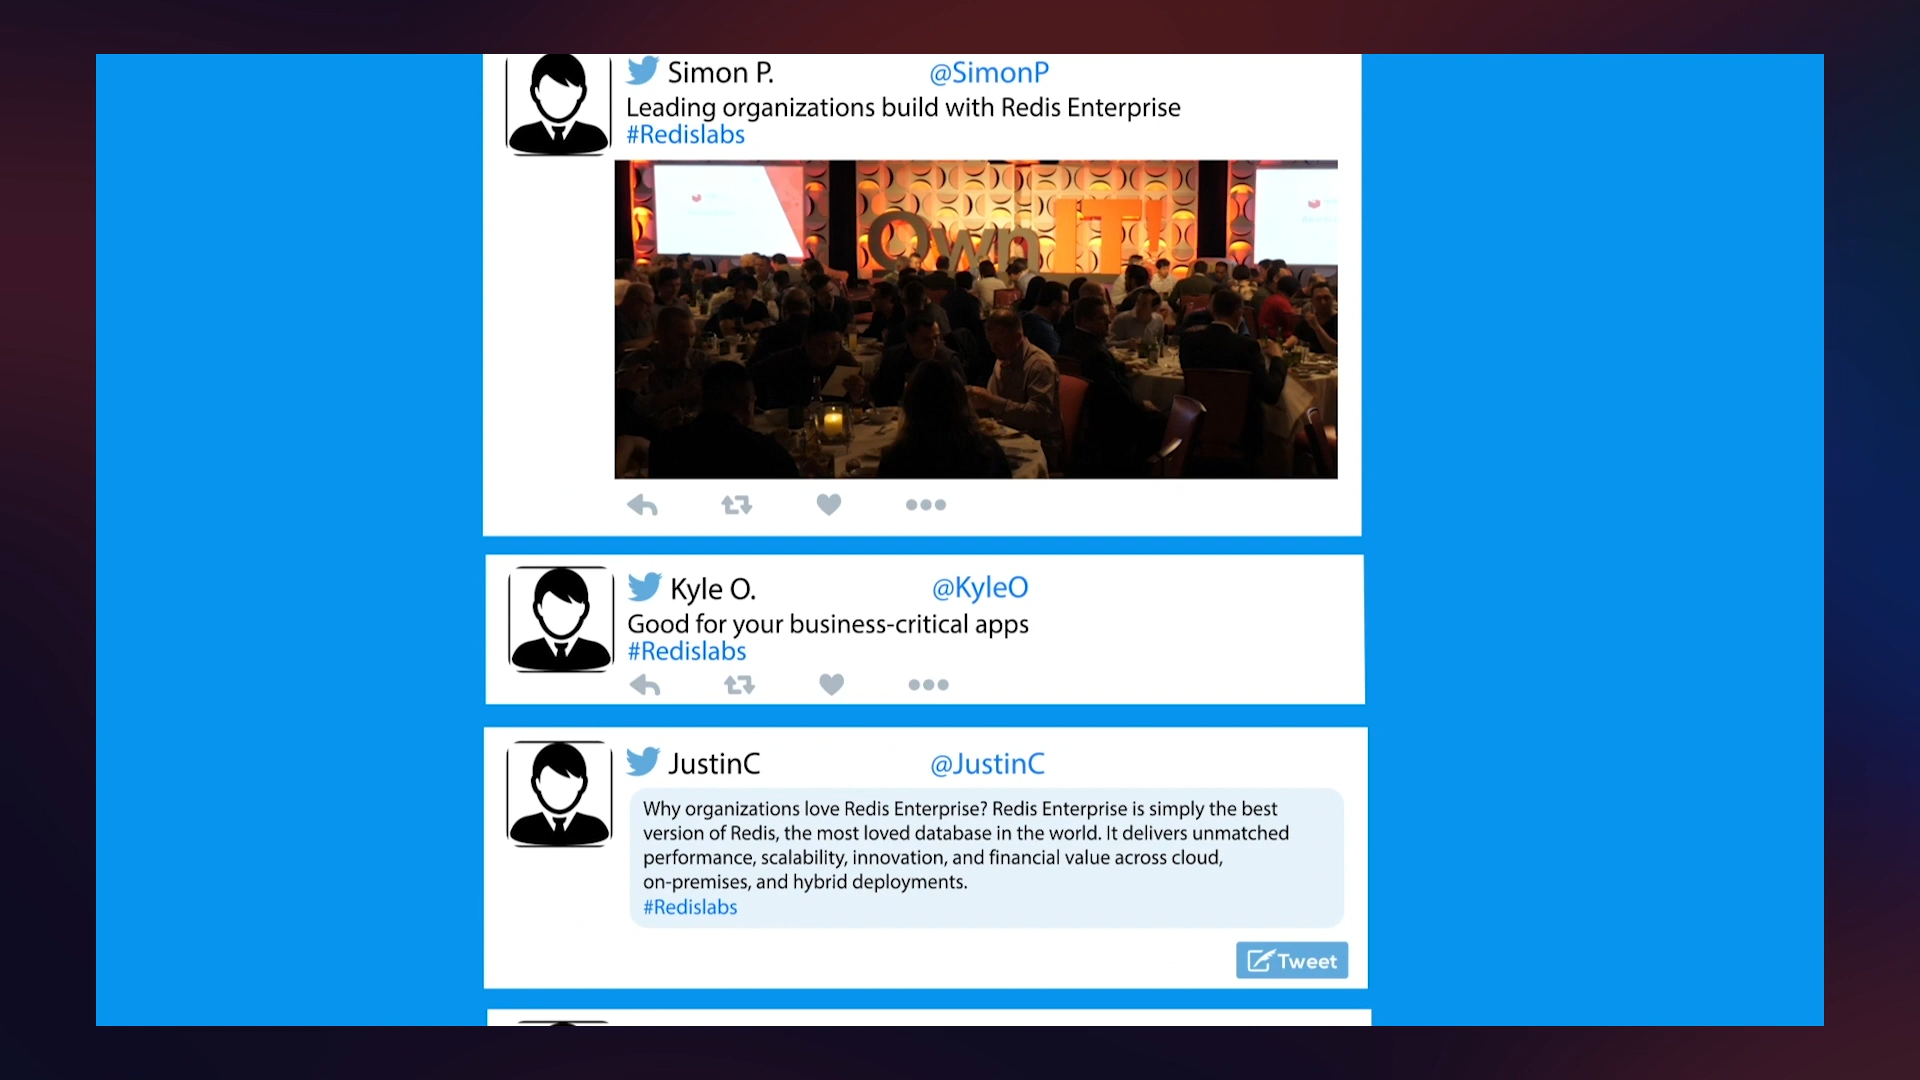 Simon P. @SimonP
Leading organizations build with Redis Enterprise
#Redislabs
Own IT!
Kyle O. @KyleO
Good for your business-critical apps
#Redislabs
JustinC @JustinC
Why organizations love Redis Enterprise? Redis Enterprise is simply the best
version of Redis, the most loved database in the world. It delivers unmatched
performance, scalability, innovation, and financial value across cloud,
on-premises, and hybrid deployments.
#Redislabs
Tweet